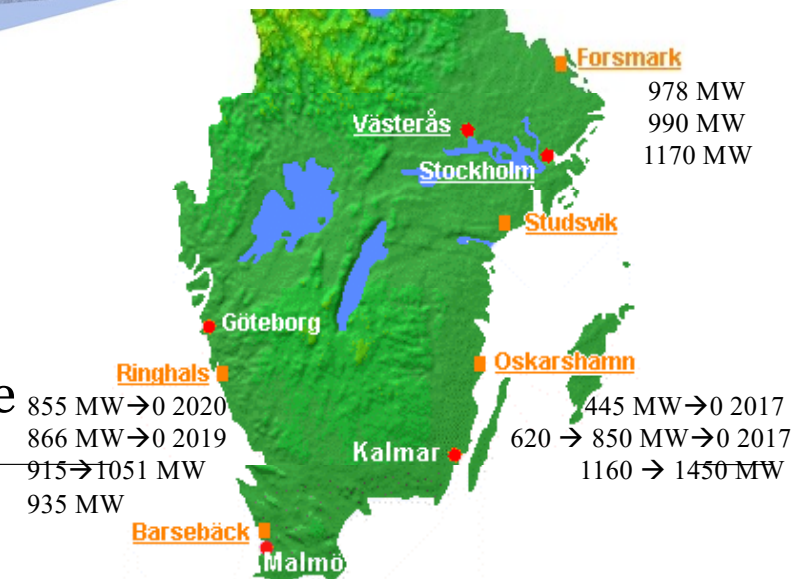 Forsmark
978 MW
990 MW
1170 MW
Västerås
Stockholm
Studsvik
Göteborg
Ringhals
e
855 MW→0 2020
866 MW→0 2019
915→1051 MW
935 MW
Oskarshamn
445 MW→0 2017
620 → 850 MW→0 2017
1160 → 1450 MW
Kalmar
Barsebäck
Malmö